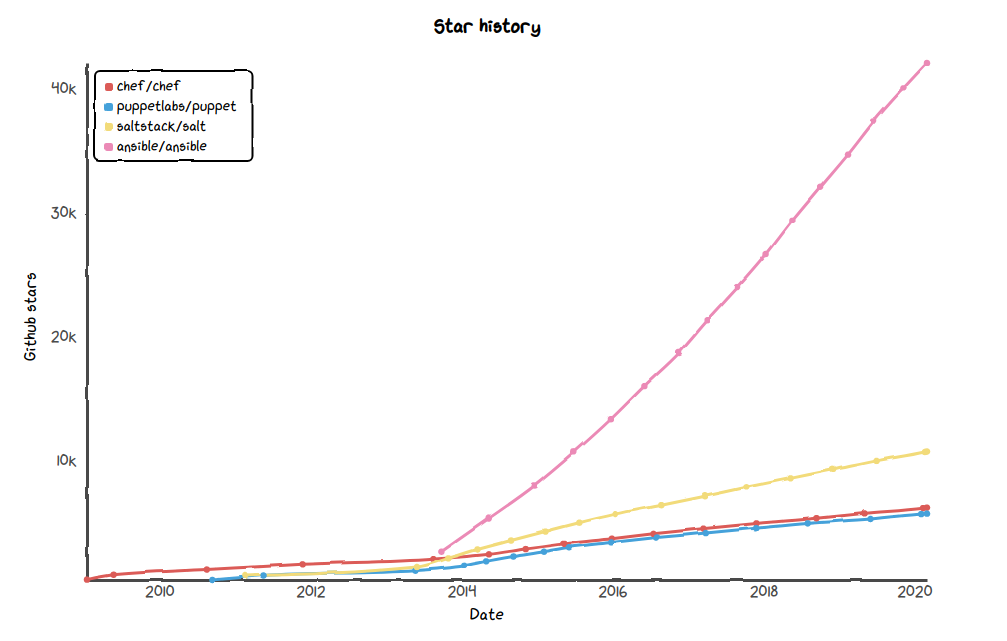 Star history
chef/chef
puppetlabs/puppet
saltstack/salt
ansible/ansible
40k
30k
20k
10k
Github stars
2010 2012 2014 2016 2018 2020
Date